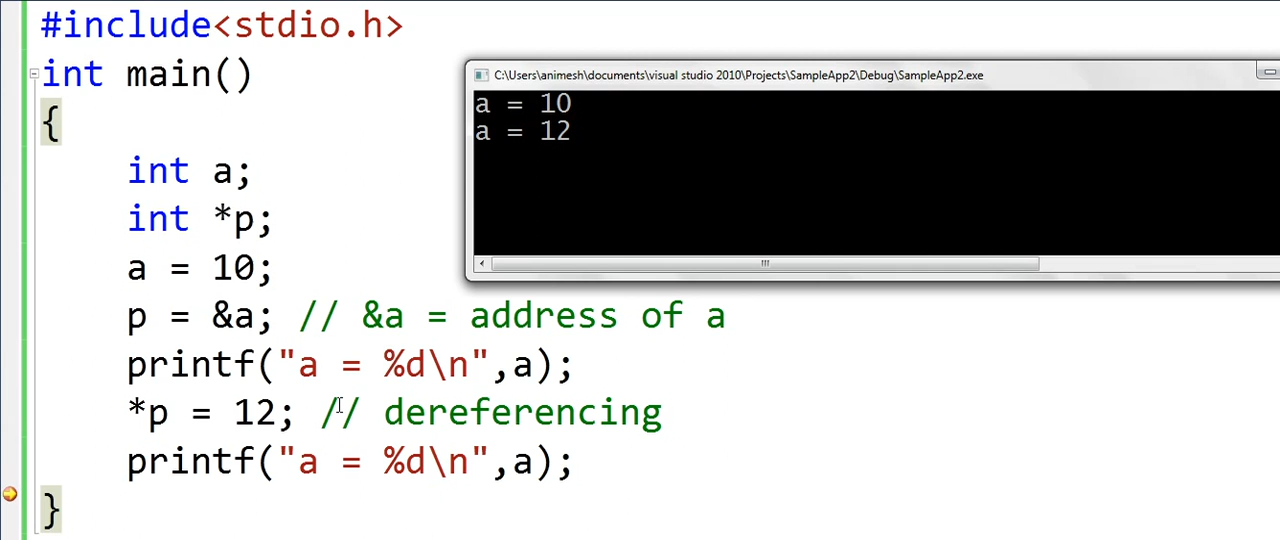 #include<stdio.h>
int main()
{
int a;
int *p;
a = 10;
p = &a; // &a = address of a
printf("a = %d\n",a);
*p = 12; // dereferencing
printf("a = %d\n",a);
}
C:\Users\animesh\documents\visual studio 2010\Projects\SampleApp2\Debug\SampleApp2.exe
a = 10
a = 12